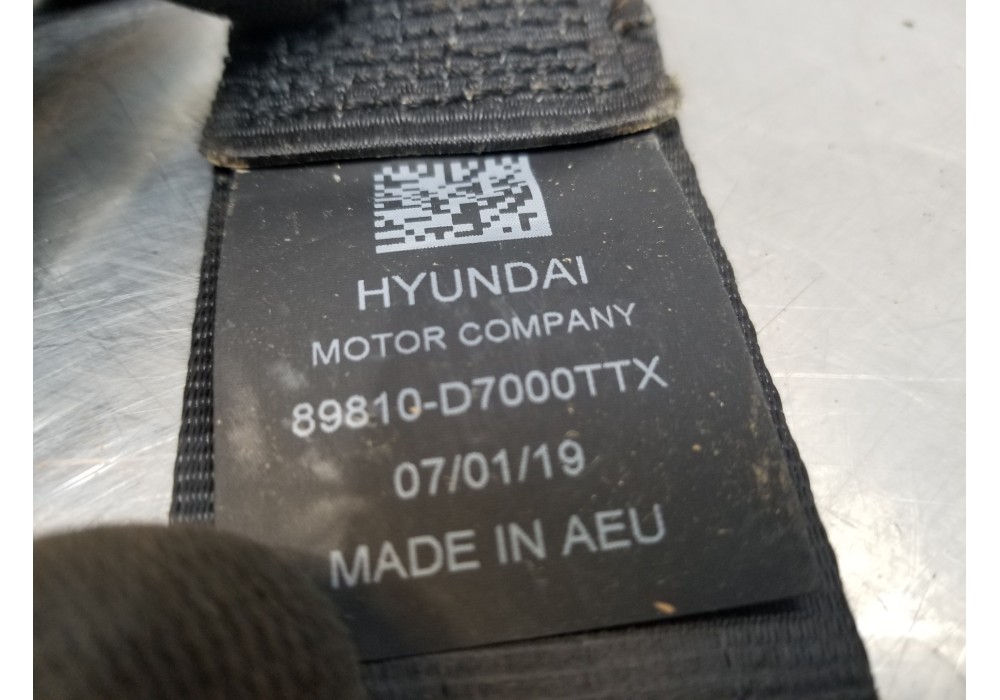 HYUNDAI
MOTOR COMPANY
89810-D7000TTX
07/01/19
MADE IN AEU